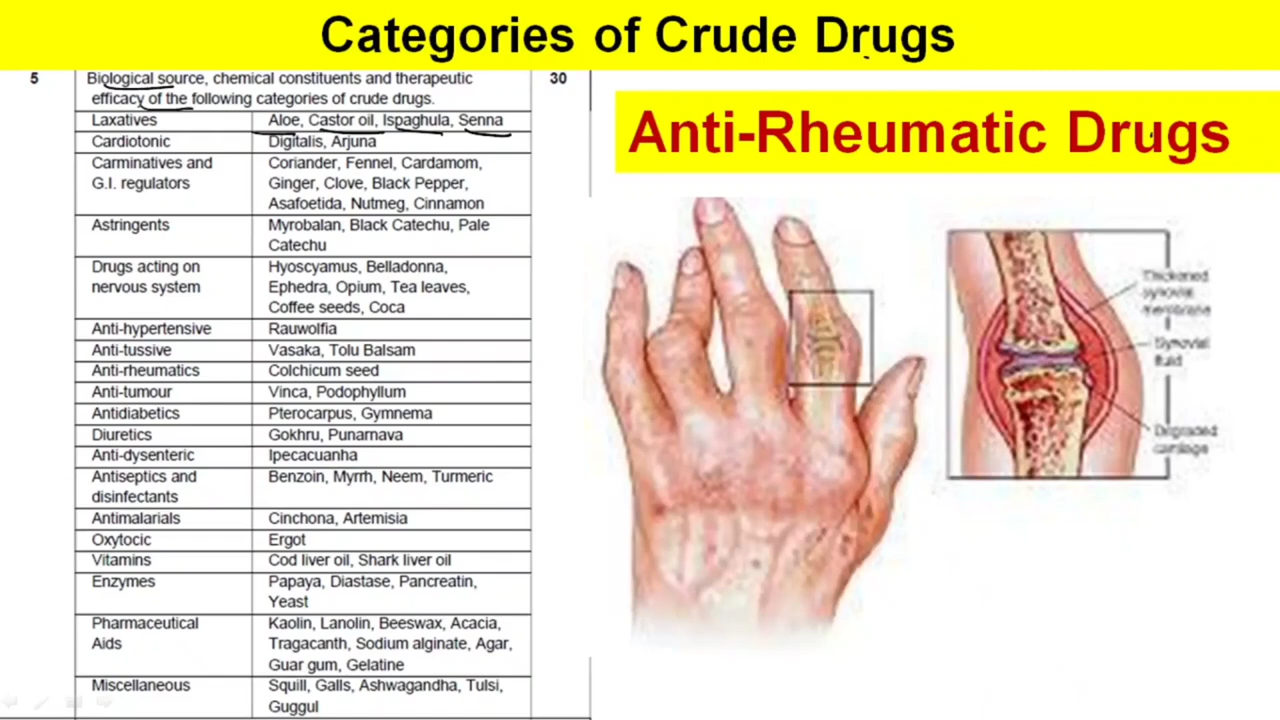 Categories of Crude Drugs
5 Biological source, chemical constituents and therapeutic 30
efficacy of the following categories of crude drugs.
Laxatives Aloe, Castor oil, Ispaghula, Senna
Cardiotonic Digitalis, Arjuna
Carminatives and Coriander, Fennel, Cardamom,
G.I. regulators Ginger, Clove, Black Pepper,
Asafoetida, Nutmeg, Cinnamon
Astringents Myrobalan, Black Catechu, Pale
Catechu
Drugs acting on Hyoscyamus, Belladonna,
nervous system Ephedra, Opium, Tea leaves,
Coffee seeds, Coca
Anti-hypertensive Rauwolfia
Anti-tussive Vasaka, Tolu Balsam
Anti-rheumatics Colchicum seed
Anti-tumour Vinca, Podophyllum
Antidiabetics Pterocarpus, Gymnema
Diuretics Gokhru, Punarnava
Anti-dysenteric Ipecacuanha
Antiseptics and Benzoin, Myrrh, Neem, Turmeric
disinfectants
Antimalarials Cinchona, Artemisia
Oxytocic Ergot
Vitamins Cod liver oil, Shark liver oil
Enzymes Papaya, Diastase, Pancreatin,
Yeast
Pharmaceutical Kaolin, Lanolin, Beeswax, Acacia,
Aids Tragacanth, Sodium alginate, Agar,
Guar gum, Gelatine
Miscellaneous Squill, Galls, Ashwagandha, Tulsi,
Guggul
Anti-Rheumatic Drugs
Thickened
synovial
membrane
Synovial
fluid
Degraded
cartilage